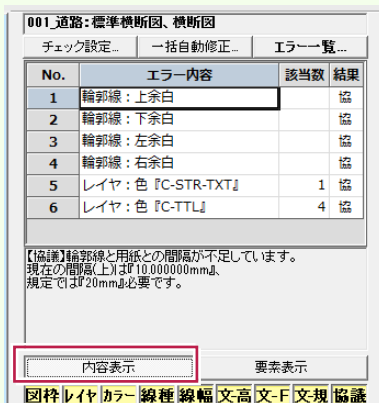 001_道路:標準横断図、横断図
チェック設定... 一括自動修正... エラー一覧...
No. エラー内容 該当数 結果
1 輪郭線:上余白 協
2 輪郭線:下余白 協
3 輪郭線:左余白 協
4 輪郭線:右余白 協
5 レイヤ:色『C-STR-TXT』 1 協
6 レイヤ:色『C-TTL』 4 協
【協議】輪郭線と用紙との間隔が不足しています。
現在の間隔(上)は『10.000000mm』、
規定では『20mm』必要です。
内容表示 要素表示
図枠 レイヤ カラー 線種 線幅 文-高 文-F 文-規 協議